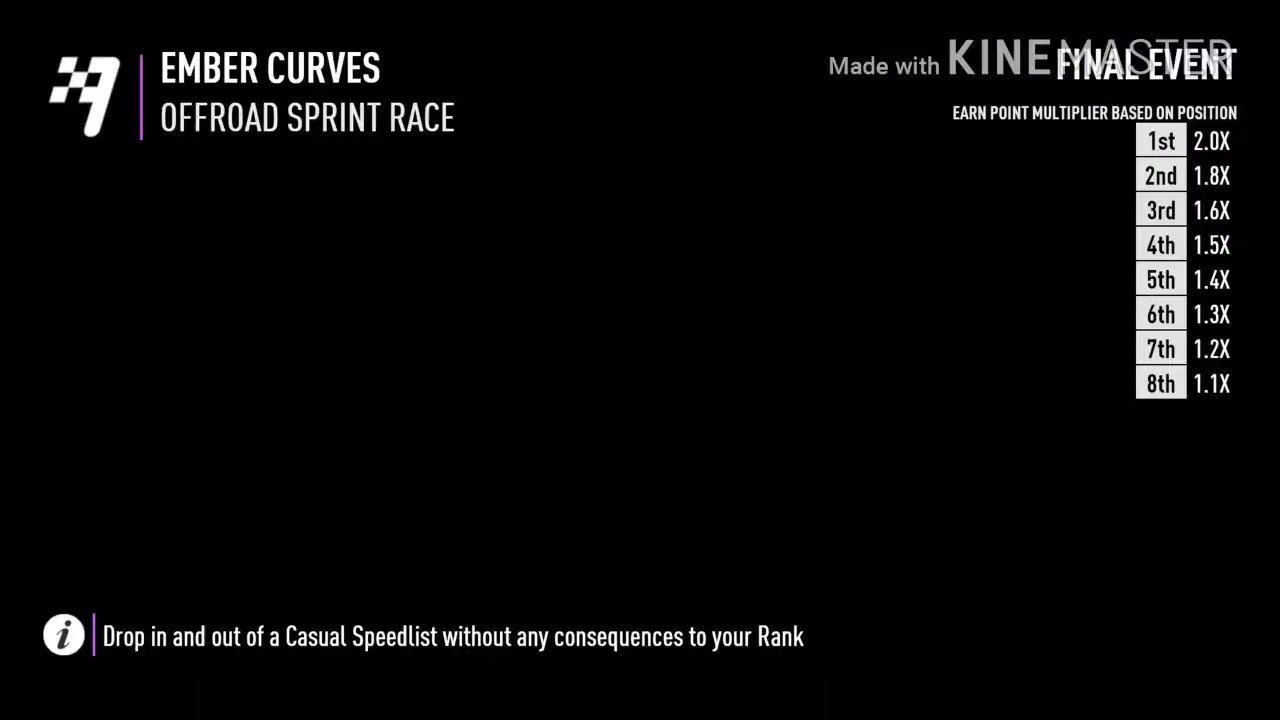 EMBER CURVES
OFFROAD SPRINT RACE
Made with KINEMASTER
FINAL EVENT
EARN POINT MULTIPLIER BASED ON POSITION
1st 2.0X
2nd 1.8X
3rd 1.6X
4th 1.5X
5th 1.4X
6th 1.3X
7th 1.2X
8th 1.1X
i Drop in and out of a Casual Speedlist without any consequences to your Rank